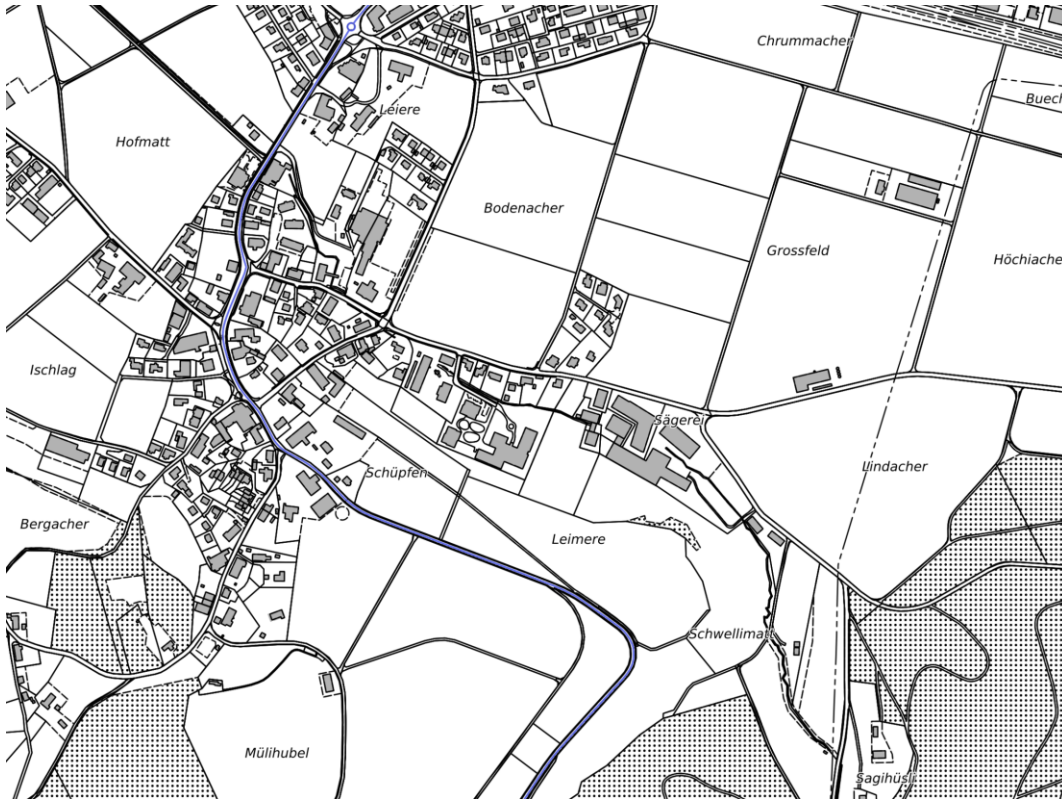 Chrummacher
Buech
Leiere
Hofmatt
Bodenacher
Grossfeld
Höchiache
Ischlag
Sägerei
Schüpfen
Lindacher
Bergacher
Leimere
Schwellimatt
Mülihubel
Sagihüsli